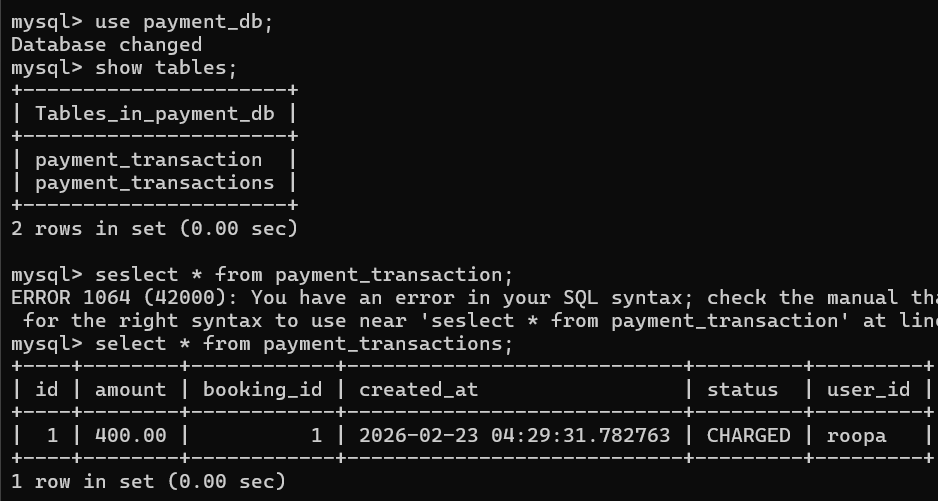 mysql> use payment_db;
Database changed
mysql> show tables;
+----------------------+
| Tables_in_payment_db |
+----------------------+
| payment_transaction  |
| payment_transactions |
+----------------------+
2 rows in set (0.00 sec)

mysql> seslect * from payment_transaction;
ERROR 1064 (42000): You have an error in your SQL syntax; check the manual
 for the right syntax to use near 'seslect * from payment_transaction' at
mysql> select * from payment_transactions;
+----+--------+------------+----------------------------+---------+---------+
| id | amount | booking_id | created_at                 | status  | user_id |
+----+--------+------------+----------------------------+---------+---------+
|  1 | 400.00 |          1 | 2026-02-23 04:29:31.782763 | CHARGED | roopa   |
+----+--------+------------+----------------------------+---------+---------+
1 row in set (0.00 sec)